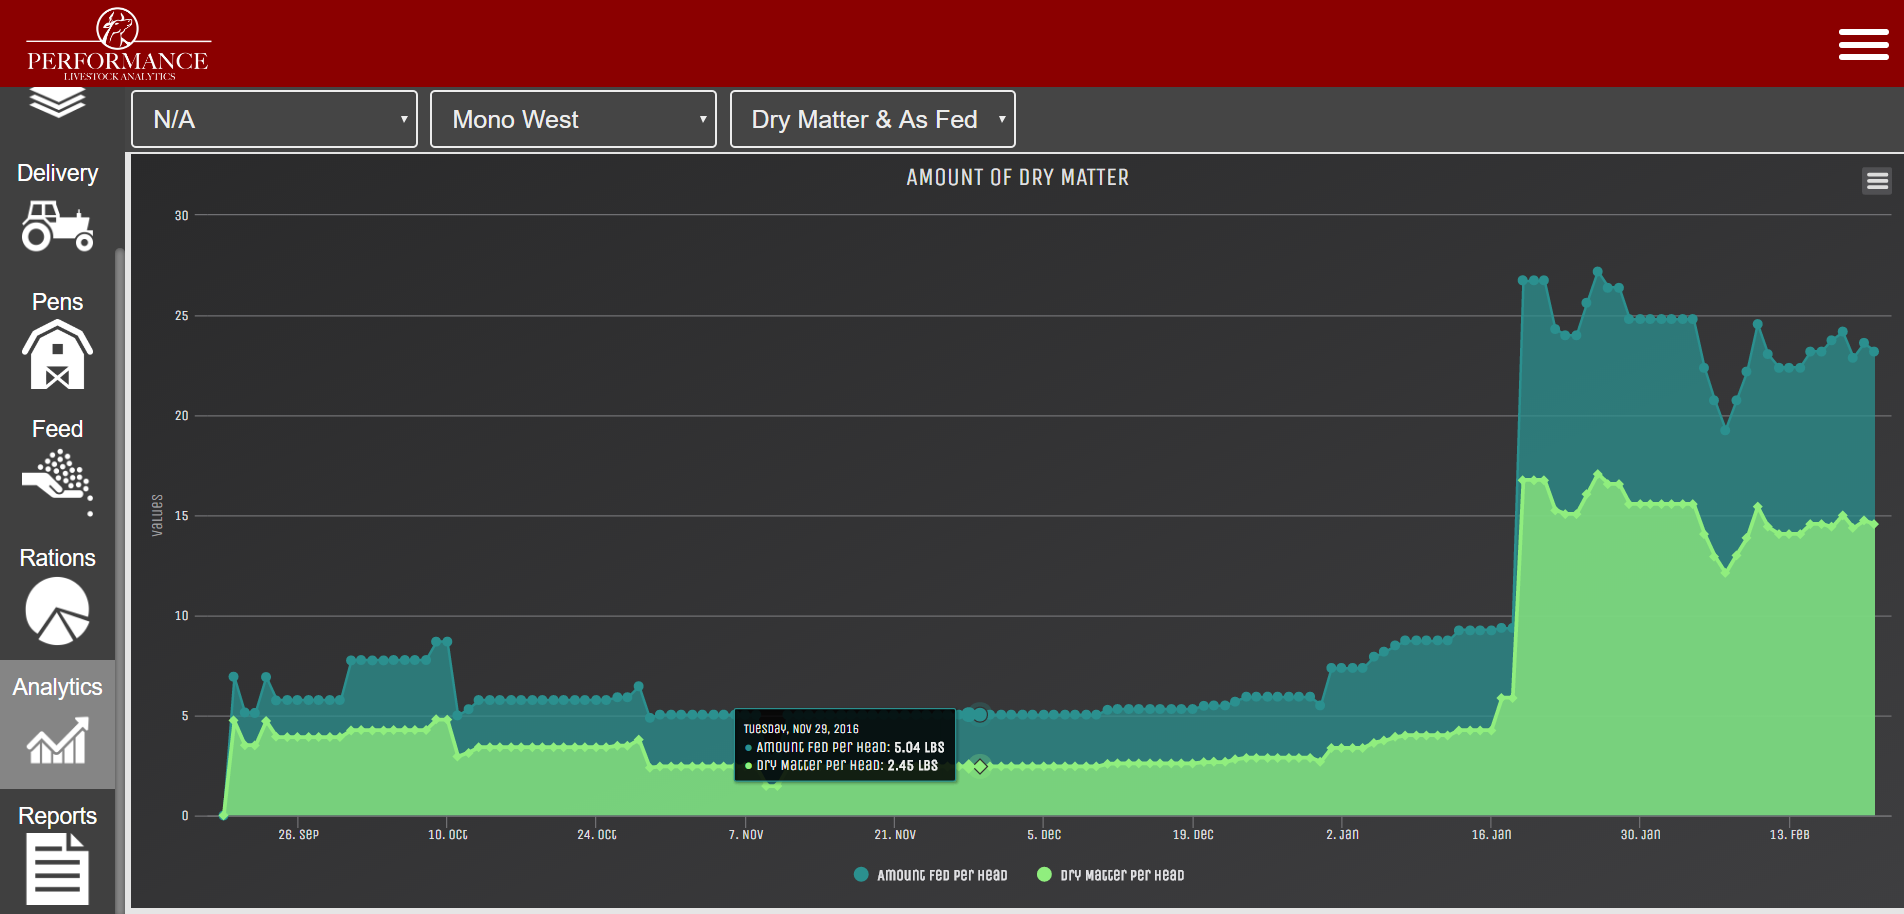 PERFORMANCE
LIVESTOCK ANALYTICS
N/A
Mono West
Dry Matter & As Fed
Delivery
Pens
Feed
Rations
Analytics
Reports
AMOUNT OF DRY MATTER
30
25
20
15
10
5
0
Values
Tuesday, Nov 29, 2016
Amount Fed Per Head: 5.04 lbs
Dry Matter Per Head: 2.45 lbs
26. Sep
10. Oct
24. Oct
7. Nov
21. Nov
5. Dec
19. Dec
2. Jan
16. Jan
30. Jan
13. Feb
Amount Fed Per Head
Dry Matter Per Head